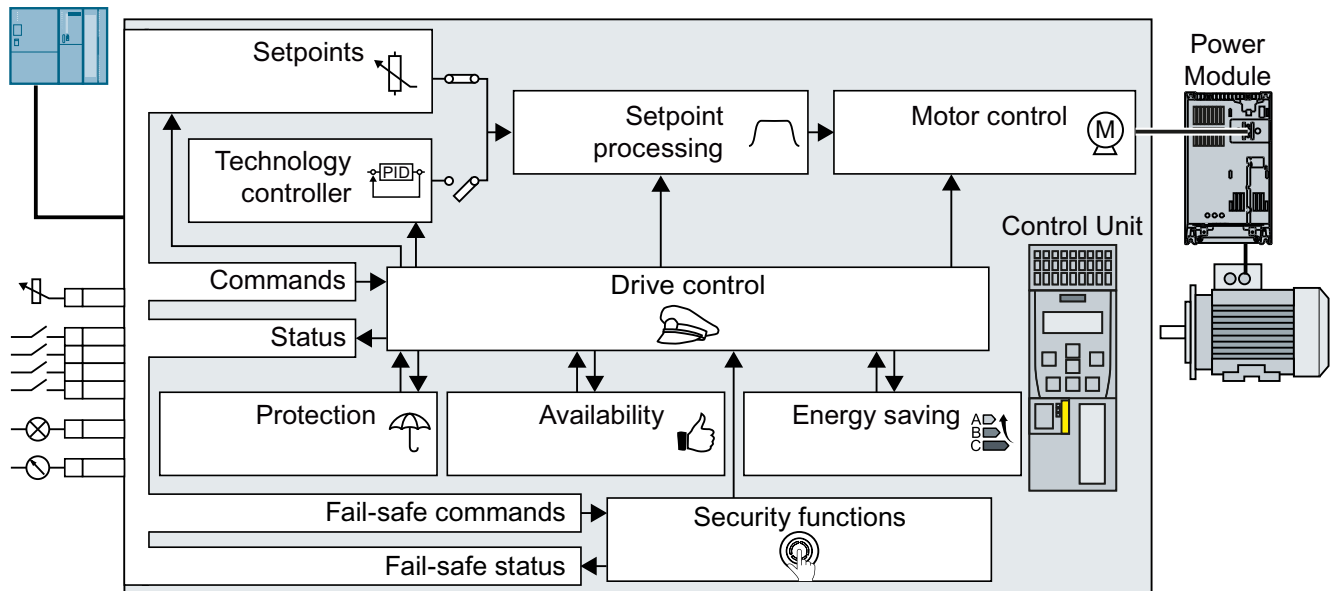 Setpoints
Power
Module
Setpoint
processing
Motor control
M
Technology
controller
PID
Control Unit
Commands
Drive control
Status
Protection
Availability
Energy saving
A
B
C
Fail-safe commands
Security functions
Fail-safe status